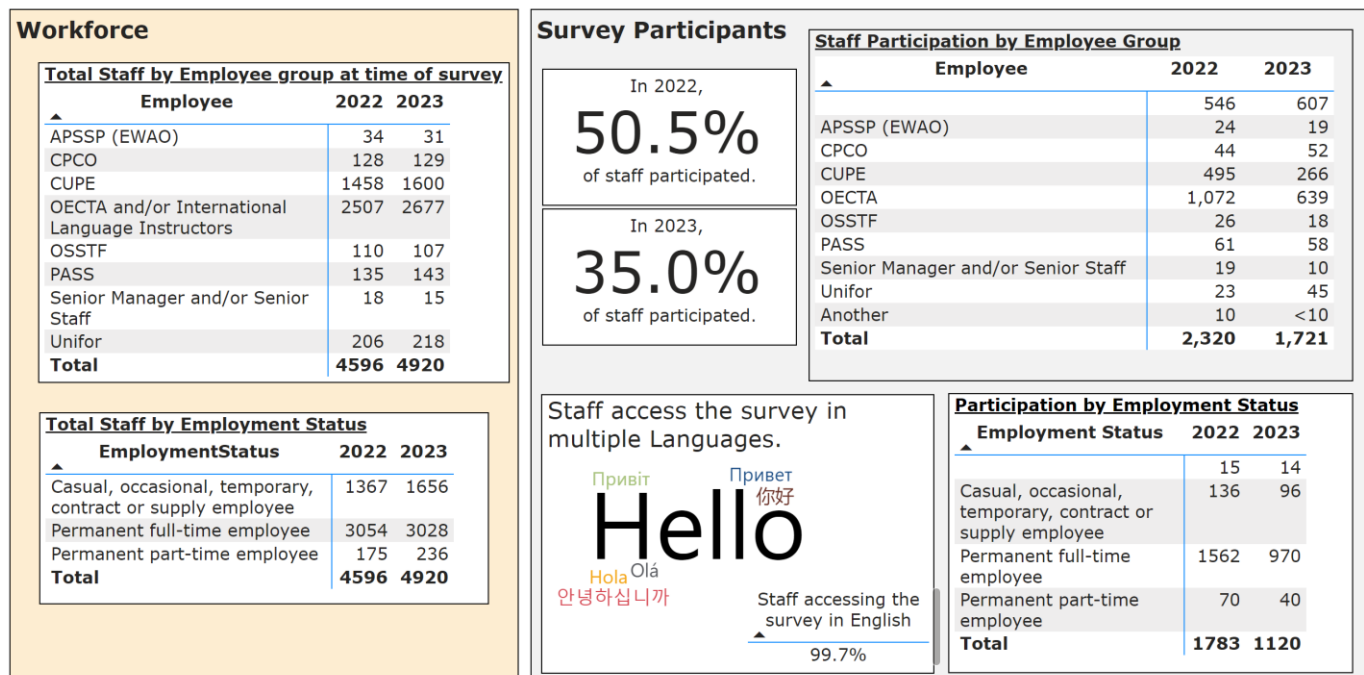 Workforce
Total Staff by Employee group at time of survey
Employee 2022 2023
APSSP (EWAO) 34 31
CPCO 128 129
CUPE 1458 1600
OECTA and/or International 2507 2677
Language Instructors
OSSTF 110 107
PASS 135 143
Senior Manager and/or Senior 18 15
Staff
Unifor 206 218
Total 4596 4920
Total Staff by Employment Status
EmploymentStatus 2022 2023
Casual, occasional, temporary, 1367 1656
contract or supply employee
Permanent full-time employee 3054 3028
Permanent part-time employee 175 236
Total 4596 4920
Survey Participants
In 2022,
50.5%
of staff participated.
In 2023,
35.0%
of staff participated.
Staff Participation by Employee Group
Employee 2022 2023
546 607
APSSP (EWAO) 24 19
CPCO 44 52
CUPE 495 266
OECTA 1,072 639
OSSTF 26 18
PASS 61 58
Senior Manager and/or Senior Staff 19 10
Unifor 23 45
Another 10 <10
Total 2,320 1,721
Staff access the survey in
multiple Languages.
Привіт
Привет
你好
Hello
Hola
Olá
안녕하십니까
Staff accessing the
survey in English
99.7%
Participation by Employment Status
Employment Status 2022 2023
15 14
Casual, occasional, 136 96
temporary, contract or
supply employee
Permanent full-time 1562 970
employee
Permanent part-time 70 40
employee
Total 1783 1120